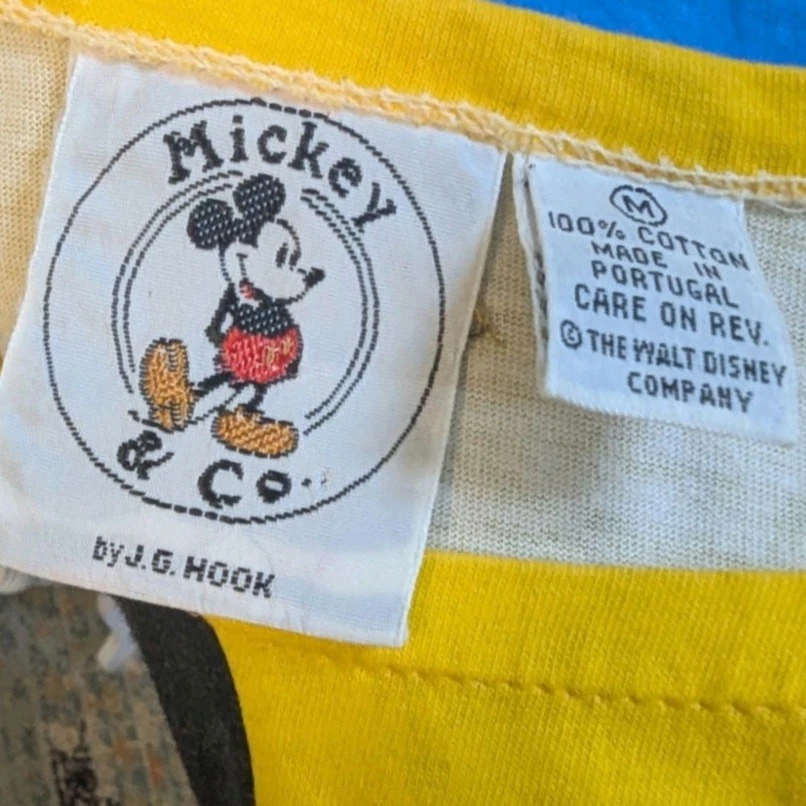 Mickey
& Co.
by J.G. HOOK
M
100% COTTON
MADE IN
PORTUGAL
CARE ON REV.
© THE WALT DISNEY
COMPANY